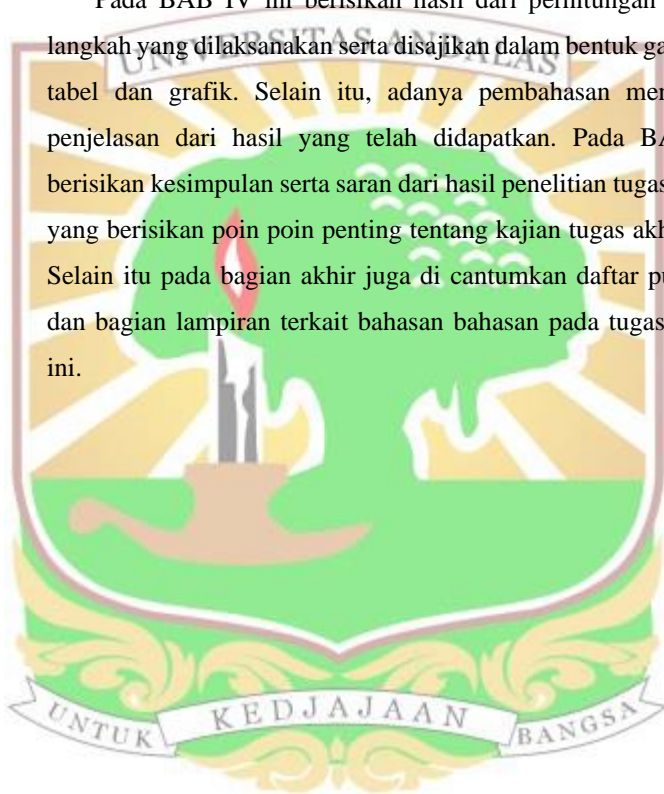 Pada BAB IV ini berisikan hasil dari perhitungan
langkah yang dilaksanakan serta disajikan dalam bentuk ga
UNIVERSITAS ANDALAS
tabel dan grafik. Selain itu, adanya pembahasan men
penjelasan dari hasil yang telah didapatkan. Pada BA
berisikan kesimpulan serta saran dari hasil penelitian tugas
yang berisikan poin poin penting tentang kajian tugas akh
Selain itu pada bagian akhir juga di cantumkan daftar pu
dan bagian lampiran terkait bahasan bahasan pada tugas
ini.
UNTUK KEDJAJAAN BANGSA